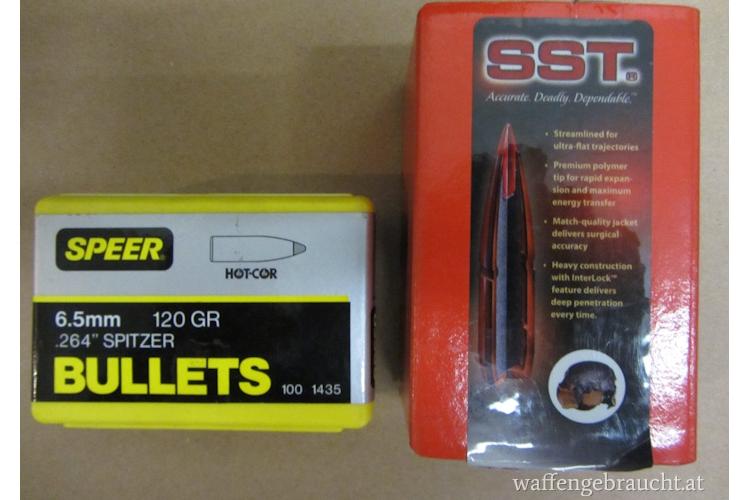 SPEER
HOT-COR
6.5mm 120 GR
.264" SPITZER
BULLETS 100 1435
SST®
Accurate. Deadly. Dependable.™
• Streamlined for
ultra-flat trajectories
• Premium polymer
tip for rapid expan-
sion and maximum
energy transfer
• Match-quality jacket
delivers surgical
accuracy
• Heavy construction
with InterLock™
feature delivers
deep penetration
every time.
waffengebraucht.at